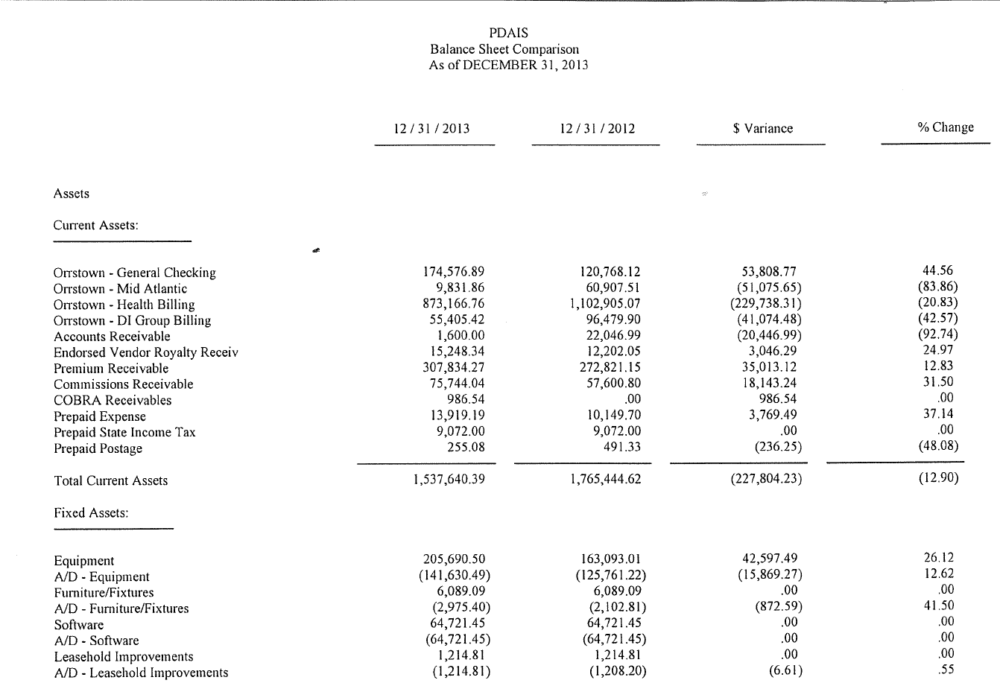 PDAIS
Balance Sheet Comparison
As of DECEMBER 31, 2013
12 / 31 / 2013 12 / 31 / 2012 $ Variance % Change
Assets
Current Assets:
Orrstown - General Checking 174,576.89 120,768.12 53,808.77 44.56
Orrstown - Mid Atlantic 9,831.86 60,907.51 (51,075.65) (83.86)
Orrstown - Health Billing 873,166.76 1,102,905.07 (229,738.31) (20.83)
Orrstown - DI Group Billing 55,405.42 96,479.90 (41,074.48) (42.57)
Accounts Receivable 1,600.00 22,046.99 (20,446.99) (92.74)
Endorsed Vendor Royalty Receiv 15,248.34 12,202.05 3,046.29 24.97
Premium Receivable 307,834.27 272,821.15 35,013.12 12.83
Commissions Receivable 75,744.04 57,600.80 18,143.24 31.50
COBRA Receivables 986.54 .00 986.54 .00
Prepaid Expense 13,919.19 10,149.70 3,769.49 37.14
Prepaid State Income Tax 9,072.00 9,072.00 .00 .00
Prepaid Postage 255.08 491.33 (236.25) (48.08)
Total Current Assets 1,537,640.39 1,765,444.62 (227,804.23) (12.90)
Fixed Assets:
Equipment 205,690.50 163,093.01 42,597.49 26.12
A/D - Equipment (141,630.49) (125,761.22) (15,869.27) 12.62
Furniture/Fixtures 6,089.09 6,089.09 .00 .00
A/D - Furniture/Fixtures (2,975.40) (2,102.81) (872.59) 41.50
Software 64,721.45 64,721.45 .00 .00
A/D - Software (64,721.45) (64,721.45) .00 .00
Leasehold Improvements 1,214.81 1,214.81 .00 .00
A/D - Leasehold Improvements (1,214.81) (1,208.20) (6.61) .55